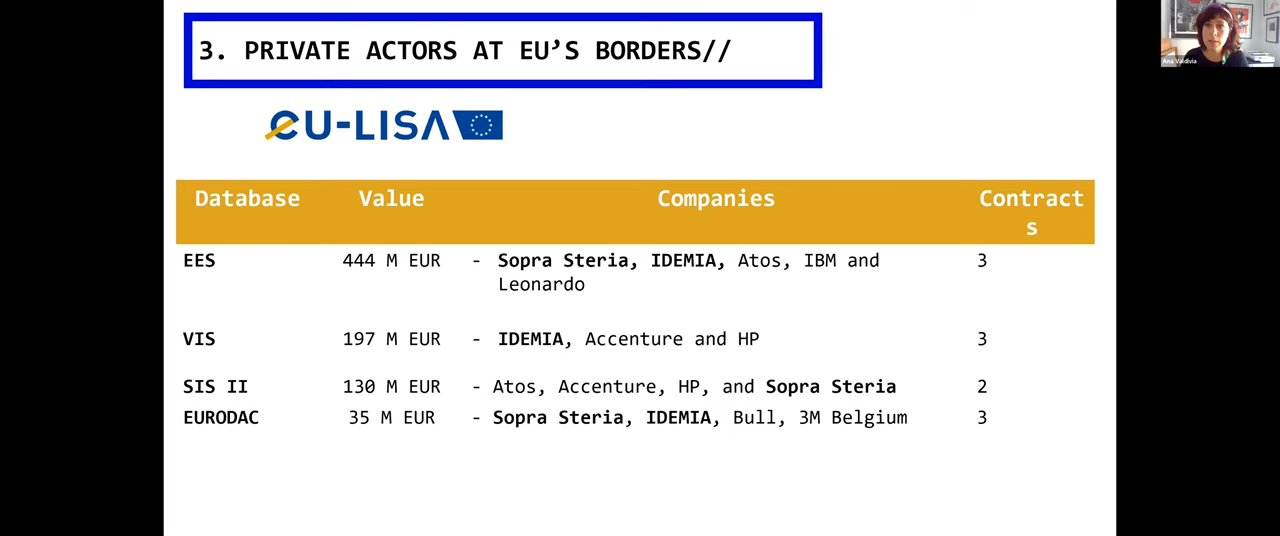 3. PRIVATE ACTORS AT EU’S BORDERS//
Ana Valdivia
eu-LISA
Database Value Companies Contract
s
EES 444 M EUR - Sopra Steria, IDEMIA, Atos, IBM and 3
Leonardo
VIS 197 M EUR - IDEMIA, Accenture and HP 3
SIS II 130 M EUR - Atos, Accenture, HP, and Sopra Steria 2
EURODAC 35 M EUR - Sopra Steria, IDEMIA, Bull, 3M Belgium 3